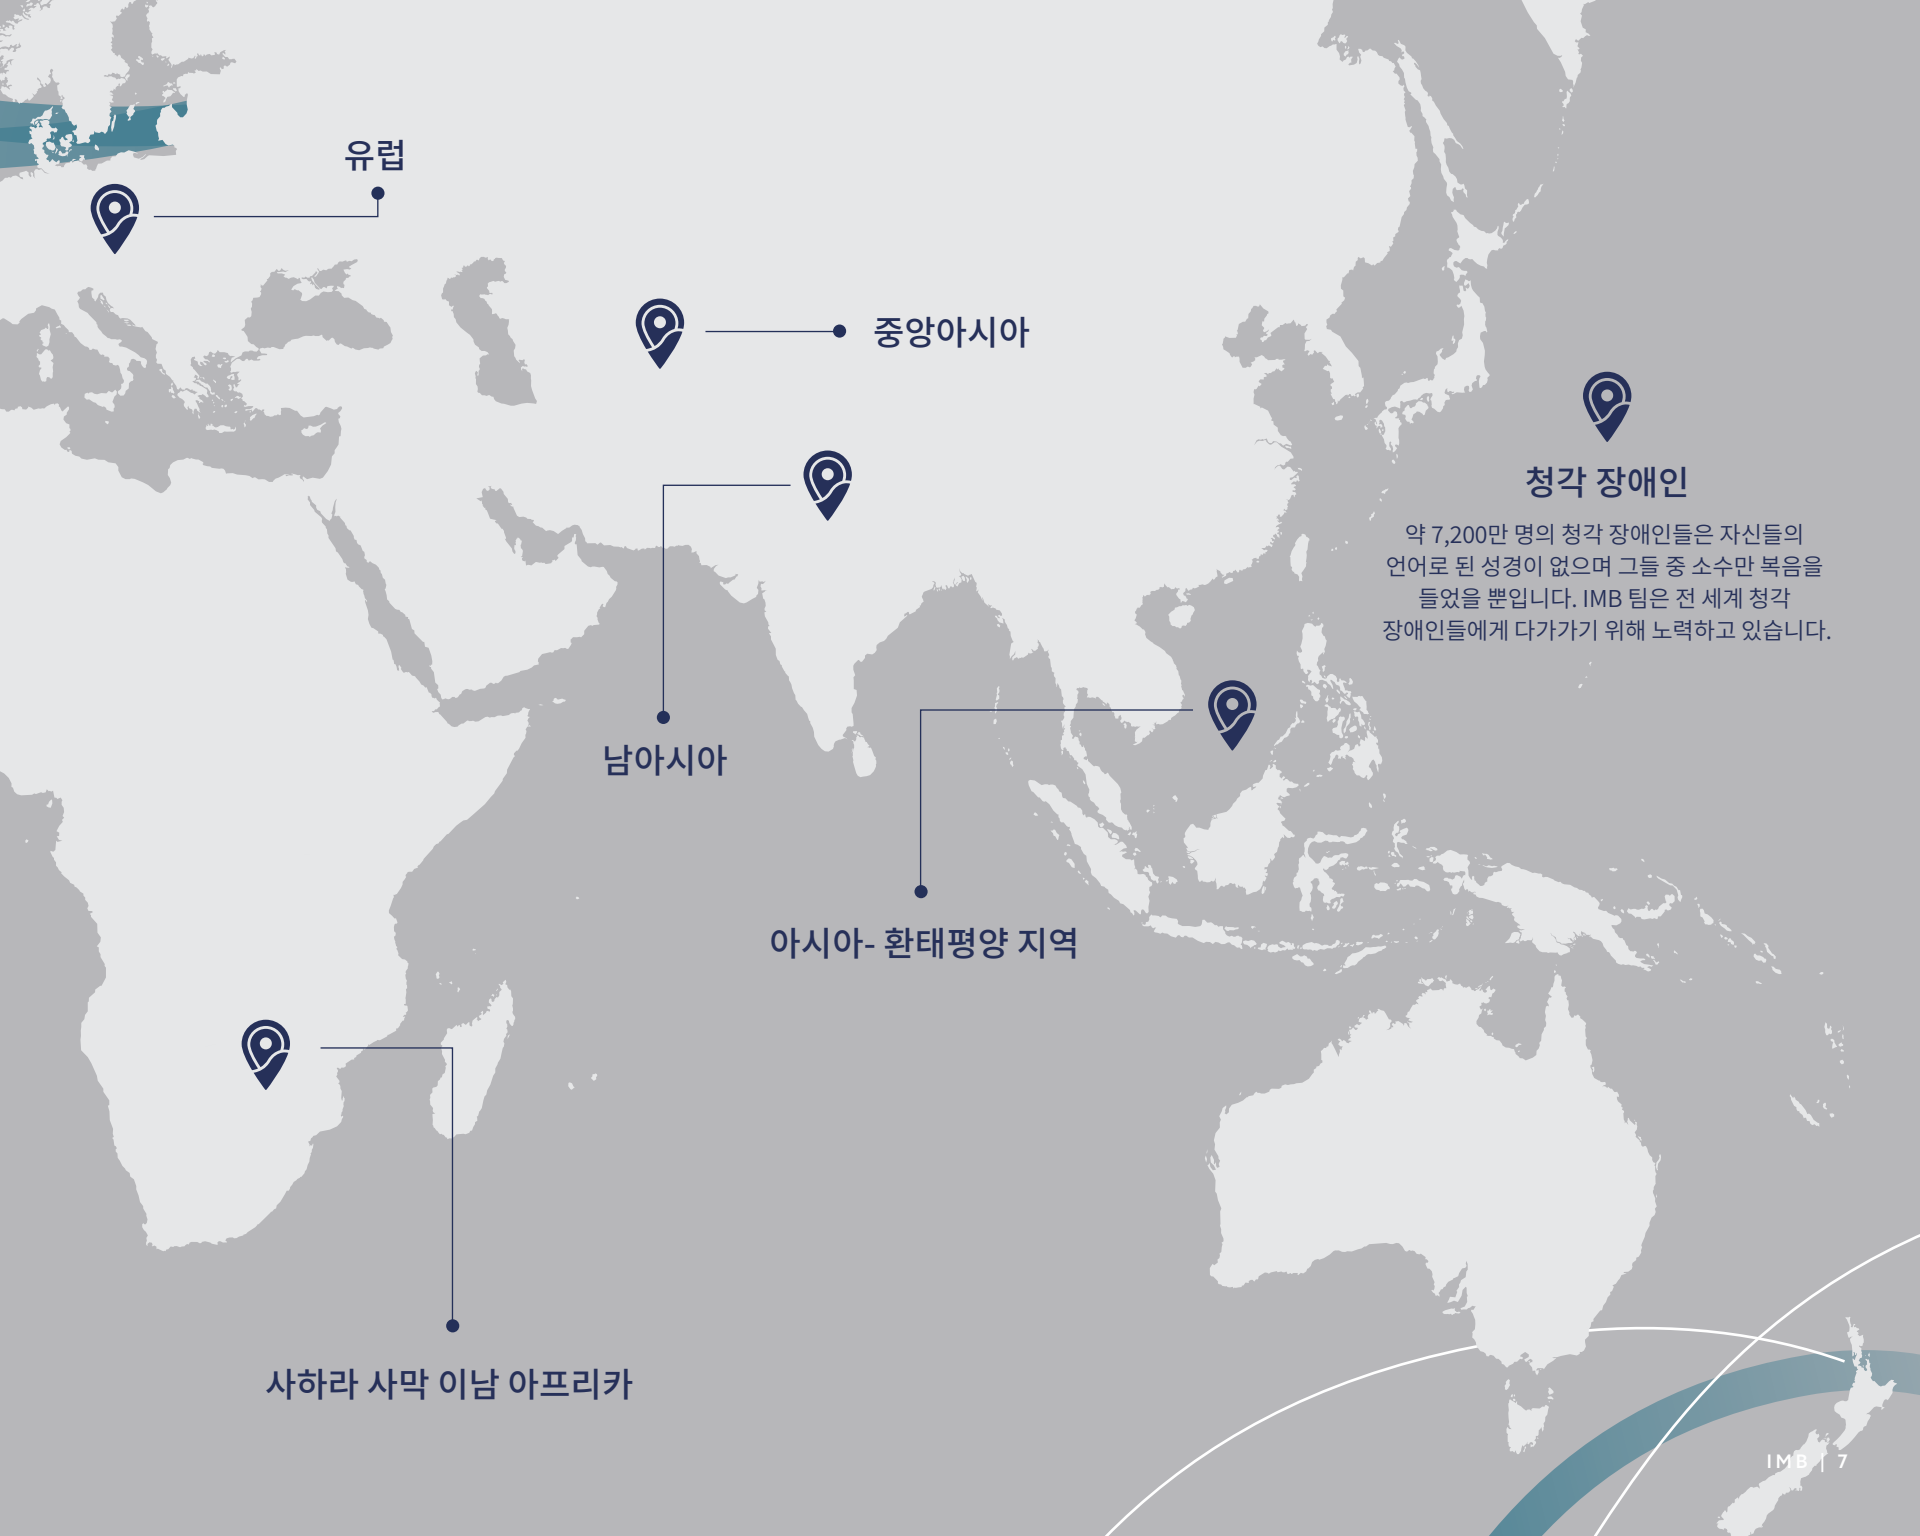 유럽
중앙아시아
청각 장애인
약 7,200만 명의 청각 장애인들은 자신들의
언어로 된 성경이 없으며 그들 중 소수만 복음을
들었을 뿐입니다. IMB 팀은 전 세계 청각
장애인들에게 다가가기 위해 노력하고 있습니다.
남아시아
아시아- 환태평양 지역
사하라 사막 이남 아프리카
IMB | 7